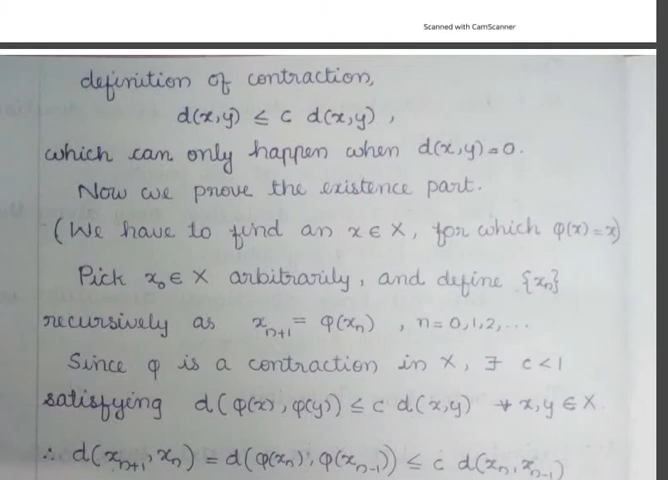 Scanned with CamScanner
definition of contraction,
d(x,y) ≤ c d(x,y) ,
which can only happen when d(x,y)=0.
Now we prove the existence part.
(We have to find an x ∈ X, for which φ(x)=x)
Pick x₀ ∈ X arbitrarily, and define {xₙ}
recursively as xₙ₊₁ = φ(xₙ) , n=0,1,2,...
Since φ is a contraction in X, ∃ c<1
satisfying d(φ(x), φ(y)) ≤ c d(x,y) ∀ x,y ∈ X.
∴ d(xₙ₊₁, xₙ) = d(φ(xₙ), φ(xₙ₋₁)) ≤ c d(xₙ, xₙ₋₁)